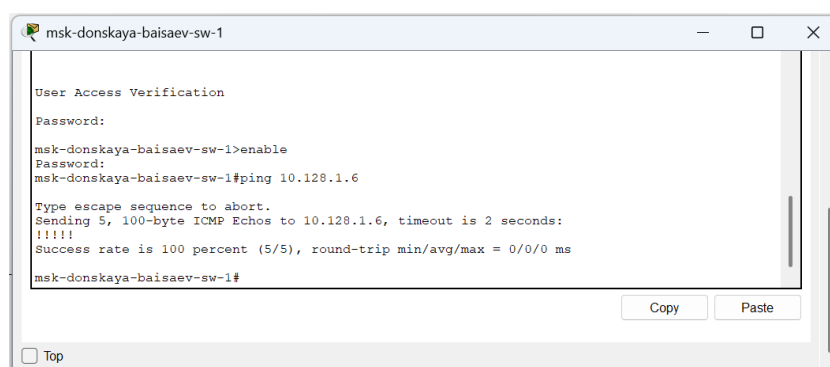 msk-donskaya-baisaev-sw-1
User Access Verification
Password:
msk-donskaya-baisaev-sw-1>enable
Password:
msk-donskaya-baisaev-sw-1#ping 10.128.1.6
Type escape sequence to abort.
Sending 5, 100-byte ICMP Echos to 10.128.1.6, timeout is 2 seconds:
!!!!!
Success rate is 100 percent (5/5), round-trip min/avg/max = 0/0/0 ms
msk-donskaya-baisaev-sw-1#
Copy Paste
Top